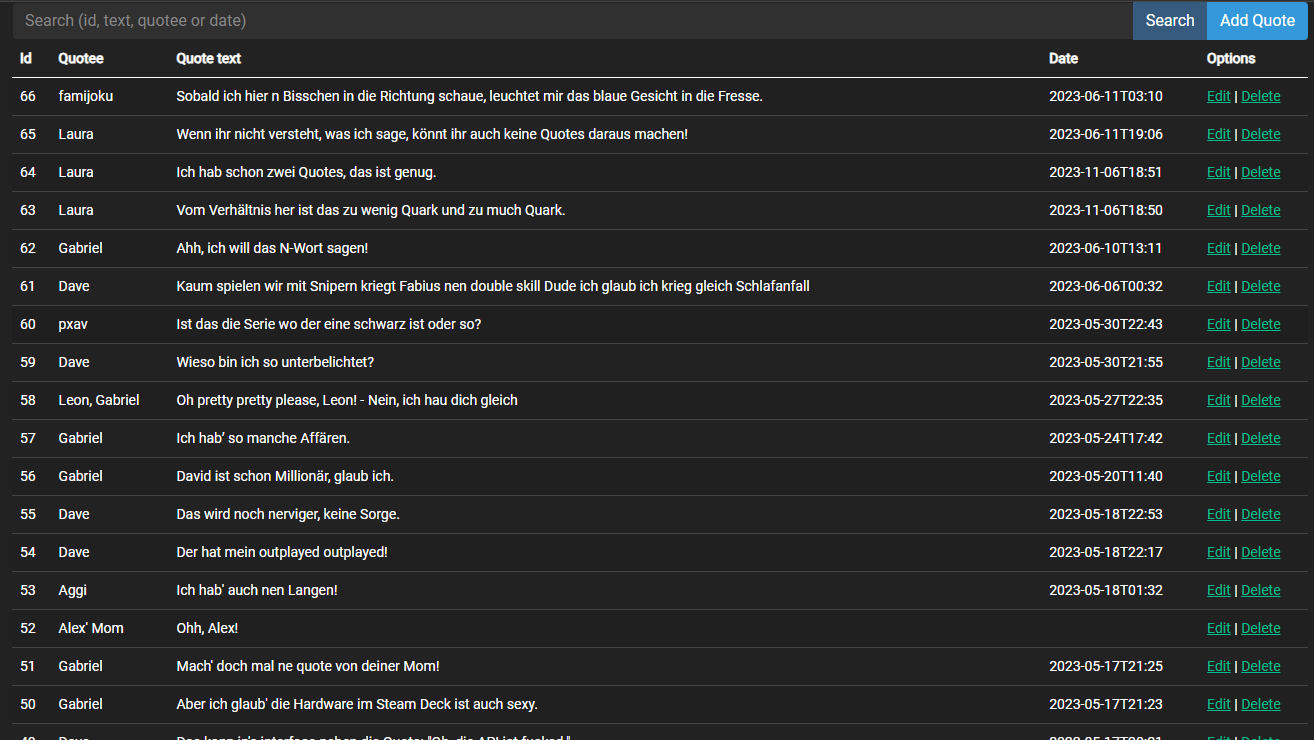 Search (id, text, quotee or date) Search Add Quote
Id Quotee Quote text Date Options
66 famijoku Sobald ich hier n Bisschen in die Richtung schaue, leuchtet mir das blaue Gesicht in die Fresse. 2023-06-11T03:10 Edit | Delete
65 Laura Wenn ihr nicht versteht, was ich sage, könnt ihr auch keine Quotes daraus machen! 2023-06-11T19:06 Edit | Delete
64 Laura Ich hab schon zwei Quotes, das ist genug. 2023-11-06T18:51 Edit | Delete
63 Laura Vom Verhältnis her ist das zu wenig Quark und zu much Quark. 2023-11-06T18:50 Edit | Delete
62 Gabriel Ahh, ich will das N-Wort sagen! 2023-06-10T13:11 Edit | Delete
61 Dave Kaum spielen wir mit Snipern kriegt Fabius nen double skill Dude ich glaub ich krieg gleich Schlafanfall 2023-06-06T00:32 Edit | Delete
60 pxav Ist das die Serie wo der eine schwarz ist oder so? 2023-05-30T22:43 Edit | Delete
59 Dave Wieso bin ich so unterbelichtet? 2023-05-30T21:55 Edit | Delete
58 Leon, Gabriel Oh pretty pretty please, Leon! - Nein, ich hau dich gleich 2023-05-27T22:35 Edit | Delete
57 Gabriel Ich hab’ so manche Affären. 2023-05-24T17:42 Edit | Delete
56 Gabriel David ist schon Millionär, glaub ich. 2023-05-20T11:40 Edit | Delete
55 Dave Das wird noch nerviger, keine Sorge. 2023-05-18T22:53 Edit | Delete
54 Dave Der hat mein outplayed outplayed! 2023-05-18T22:17 Edit | Delete
53 Aggi Ich hab' auch nen Langen! 2023-05-18T01:32 Edit | Delete
52 Alex' Mom Ohh, Alex! Edit | Delete
51 Gabriel Mach' doch mal ne quote von deiner Mom! 2023-05-17T21:25 Edit | Delete
50 Gabriel Aber ich glaub' die Hardware im Steam Deck ist auch sexy. 2023-05-17T21:23 Edit | Delete